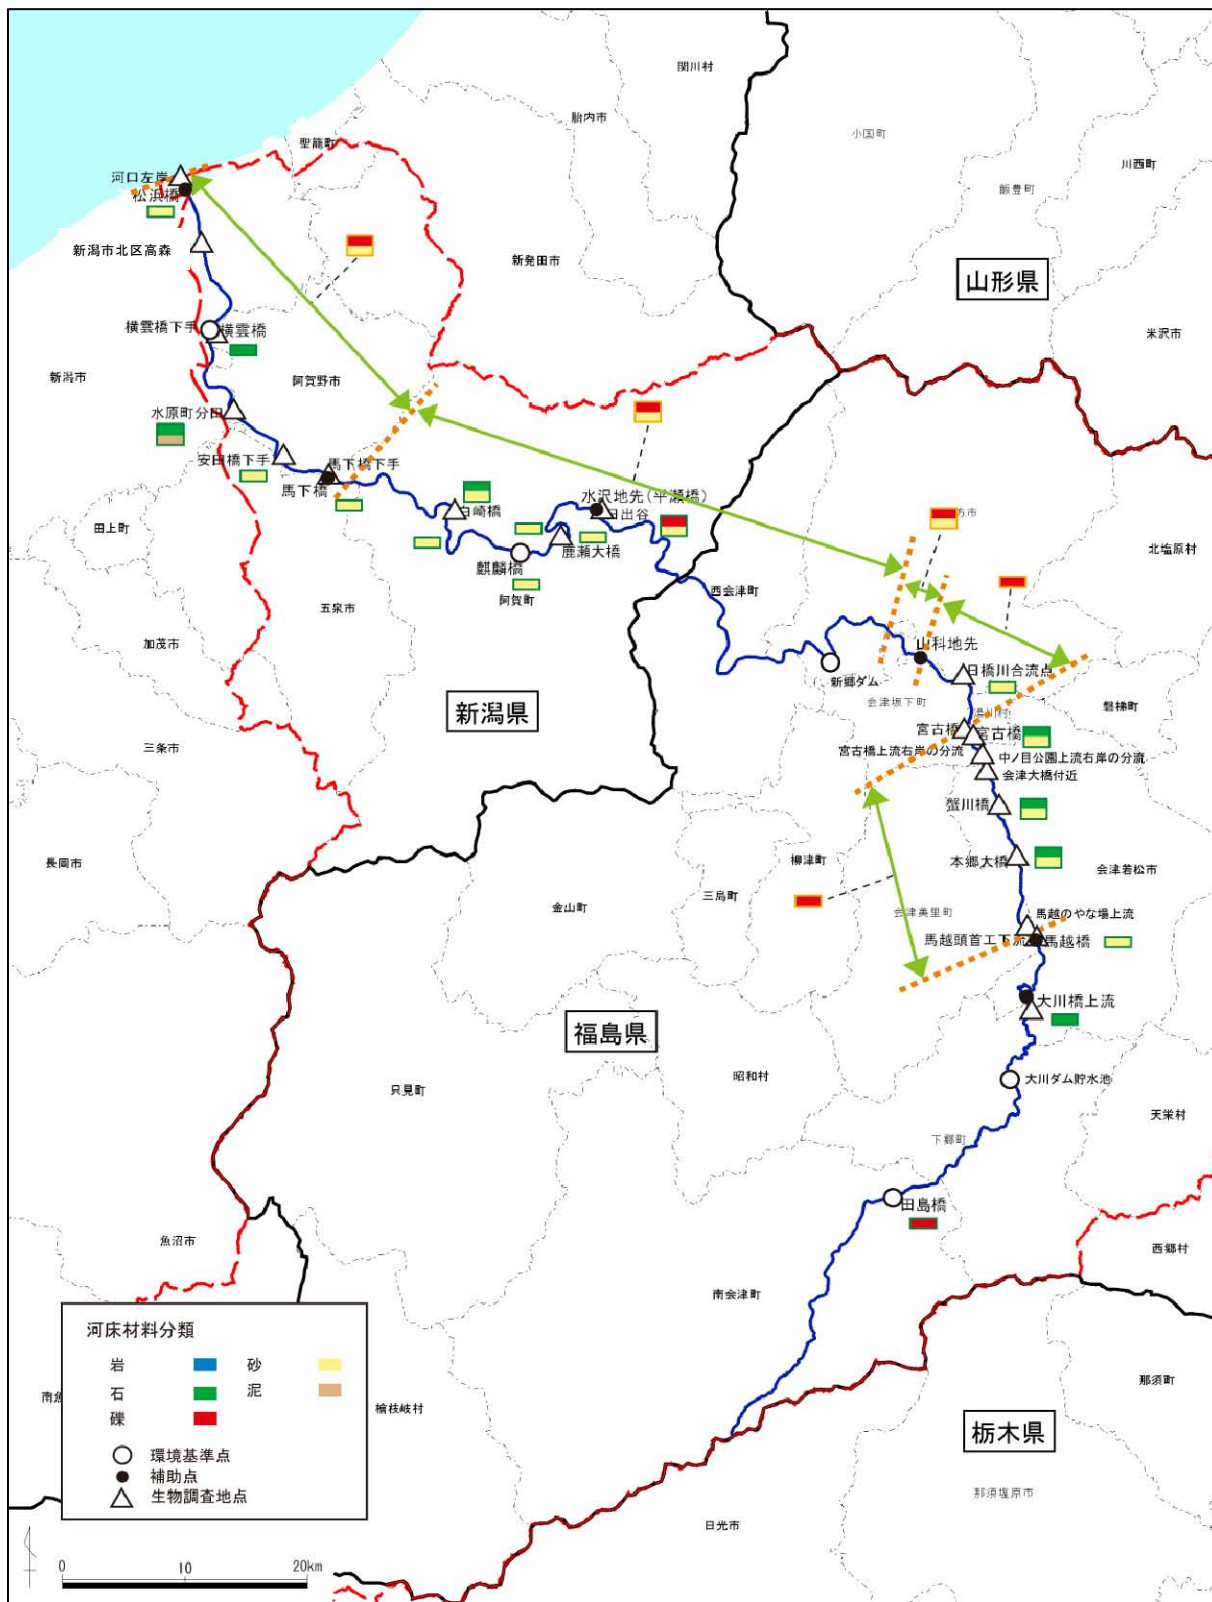 関川村
胎内市
小国町
聖籠町
川西町
河口左岸
飯豊町
松浜橋
新潟市北区高森
新発田市
山形県
横雲橋下手
横雲橋
米沢市
新潟市
阿賀野市
水原町分田
安田橋下手
馬下橋下手
馬下橋
水沢地先(平瀬橋)
白崎橋
日出谷
方市
田上町
鹿瀬大橋
北塩原村
麒麟橋
西会津町
阿賀町
五泉市
加茂市
山科地先
新郷ダム
日橋川合流点
会津坂下町
新潟県
湯川村
磐梯町
宮古橋
宮古橋
三条市
宮古橋上流右岸の分流
中ノ目公園上流右岸の分流
会津大橋付近
蟹川橋
長岡市
柳津町
本郷大橋
会津若松市
三島町
金山町
会津美里町
馬越のやな場上流
馬越頭首工下流
馬越橋
大川橋上流
福島県
昭和村
大川ダム貯水池
只見町
天栄村
下郷町
田島橋
魚沼市
西郷村
南会津町
河床材料分類
岩
砂
石
泥
礫
南魚
檜枝岐村
那須町
栃木県
環境基準点
補助点
生物調査地点
那須塩原市
日光市
0
10
20km